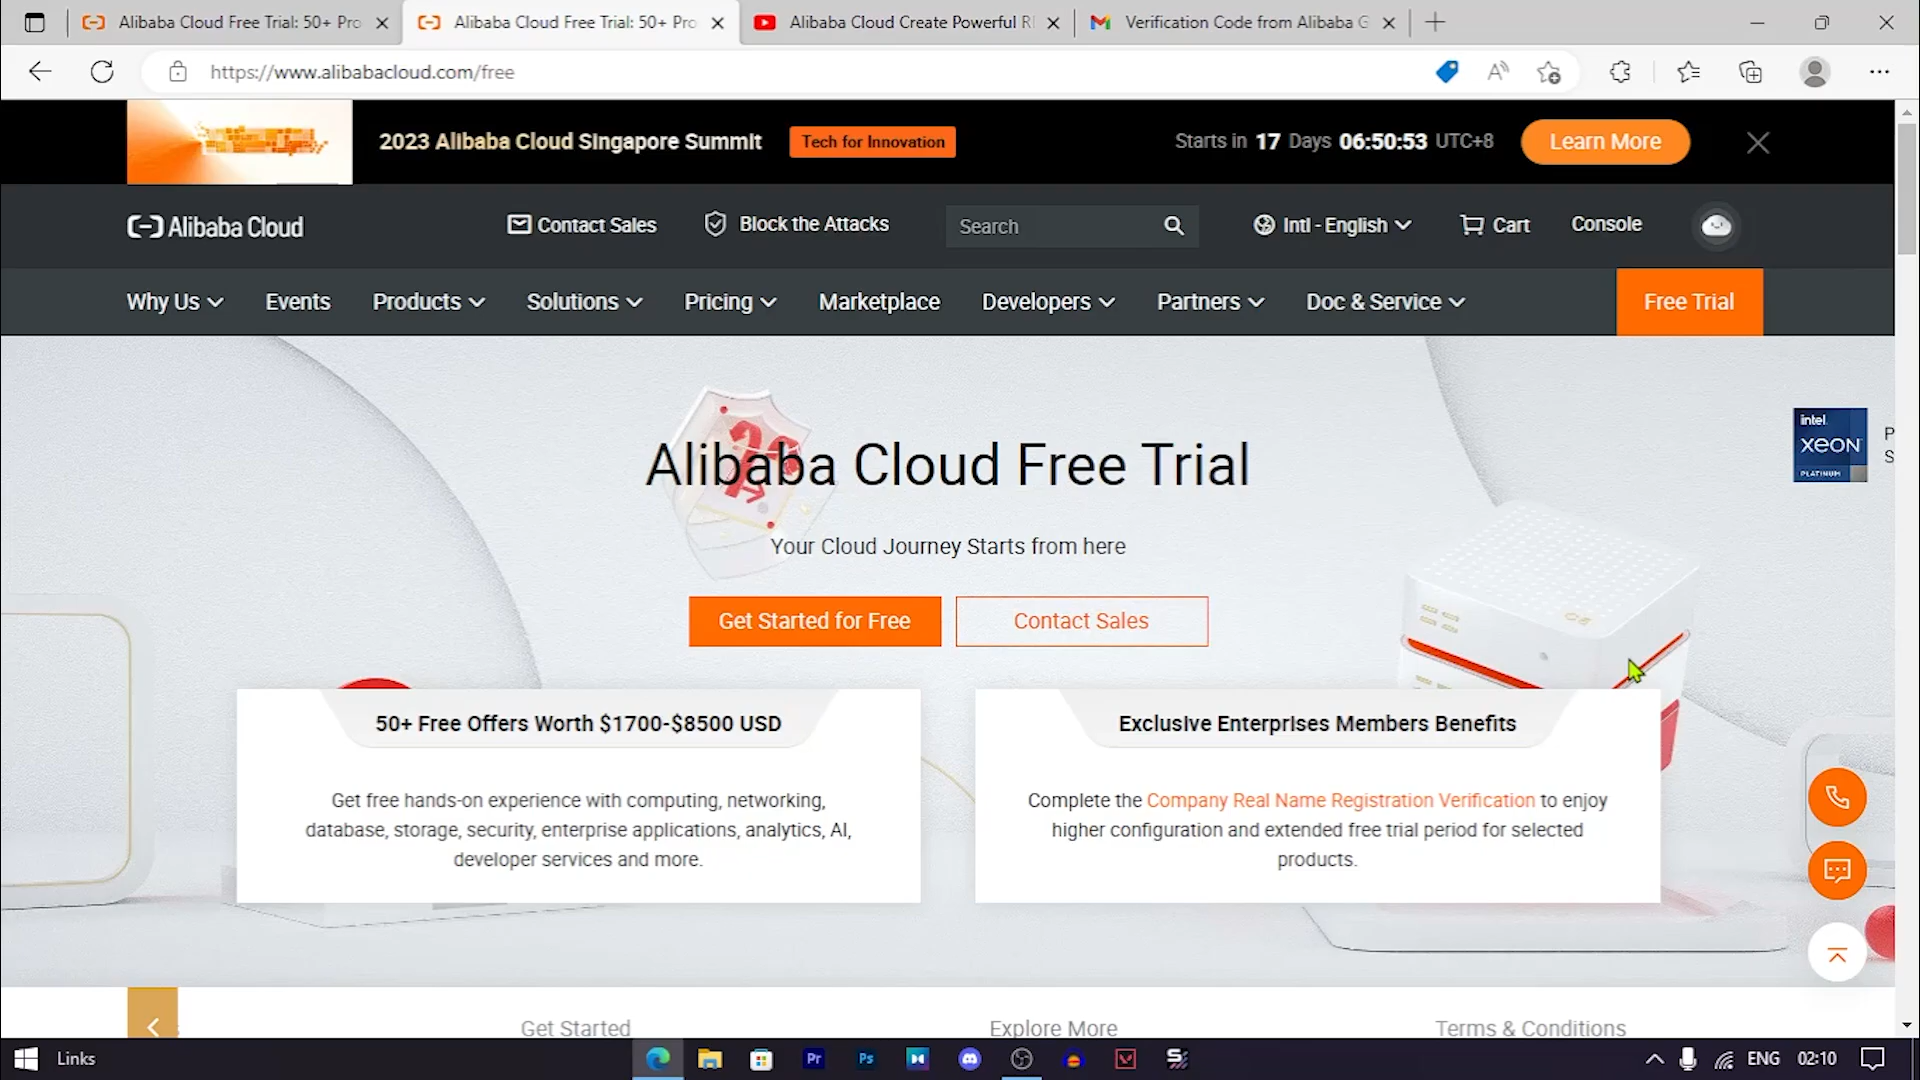 Alibaba Cloud Free Trial: 50+ Pro
Alibaba Cloud Free Trial: 50+ Pro
Alibaba Cloud Create Powerful R
Verification Code from Alibaba G
https://www.alibabacloud.com/free
2023 Alibaba Cloud Singapore Summit
Tech for Innovation
Starts in 17 Days 06:50:53 UTC+8
Learn More
Alibaba Cloud
Contact Sales
Block the Attacks
Search
Intl - English
Cart
Console
Why Us
Events
Products
Solutions
Pricing
Marketplace
Developers
Partners
Doc & Service
Free Trial
intel.
XEON
PLATINUM
P
S
Alibaba Cloud Free Trial
Your Cloud Journey Starts from here
Get Started for Free
Contact Sales
50+ Free Offers Worth $1700-$8500 USD
Get free hands-on experience with computing, networking,
database, storage, security, enterprise applications, analytics, AI,
developer services and more.
Exclusive Enterprises Members Benefits
Complete the Company Real Name Registration Verification to enjoy
higher configuration and extended free trial period for selected
products.
Get Started
Explore More
Terms & Conditions
Links
Pr
Ps
ENG
02:10